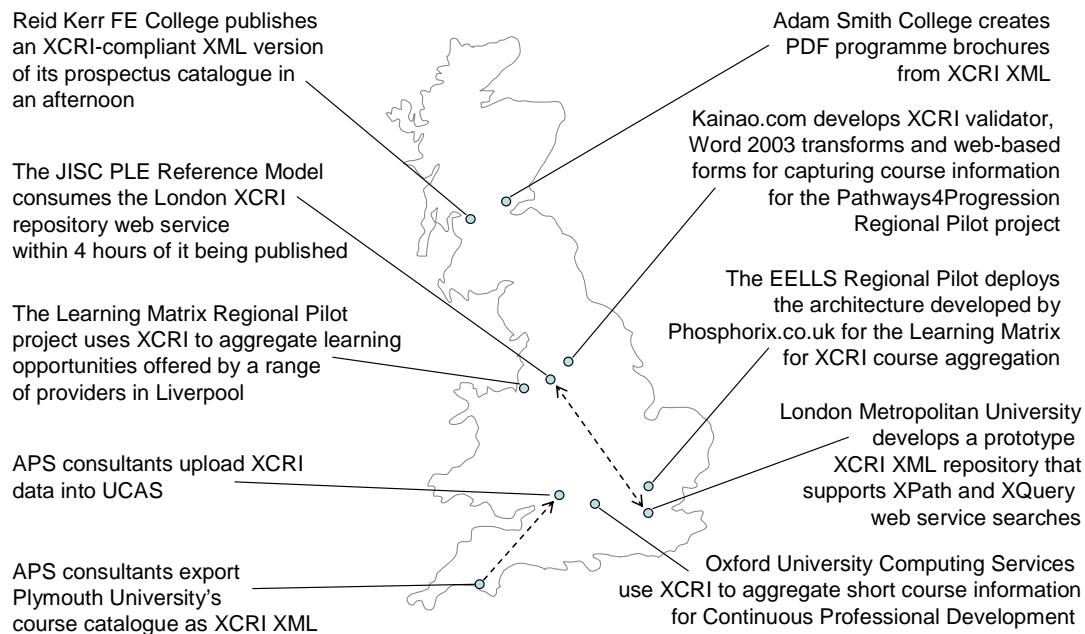 Reid Kerr FE College publishes
an XCRI-compliant XML version
of its prospectus catalogue in
an afternoon
The JISC PLE Reference Model
consumes the London XCRI
repository web service
within 4 hours of it being published
The Learning Matrix Regional Pilot
project uses XCRI to aggregate learning
opportunities offered by a range
of providers in Liverpool
APS consultants upload XCRI
data into UCAS
APS consultants export
Plymouth University's
course catalogue as XCRI XML
Adam Smith College creates
PDF programme brochures
from XCRI XML
Kainao.com develops XCRI validator,
Word 2003 transforms and web-based
forms for capturing course information
for the Pathways4Progression
Regional Pilot project
The EELLS Regional Pilot deploys
the architecture developed by
Phosphorix.co.uk for the Learning Matrix
for XCRI course aggregation
London Metropolitan University
develops a prototype
XCRI XML repository that
supports XPath and XQuery
web service searches
Oxford University Computing Services
use XCRI to aggregate short course information
for Continuous Professional Development